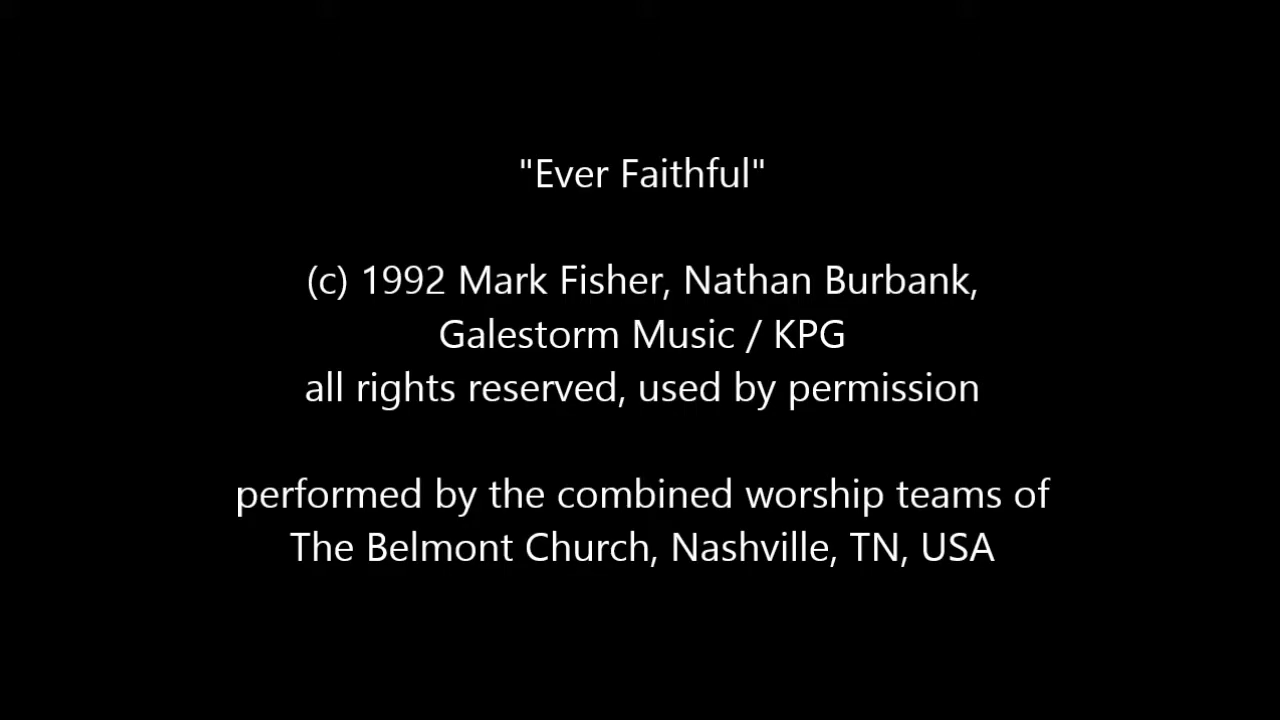 "Ever Faithful"
(c) 1992 Mark Fisher, Nathan Burbank,
Galestorm Music / KPG
all rights reserved, used by permission
performed by the combined worship teams of
The Belmont Church, Nashville, TN, USA